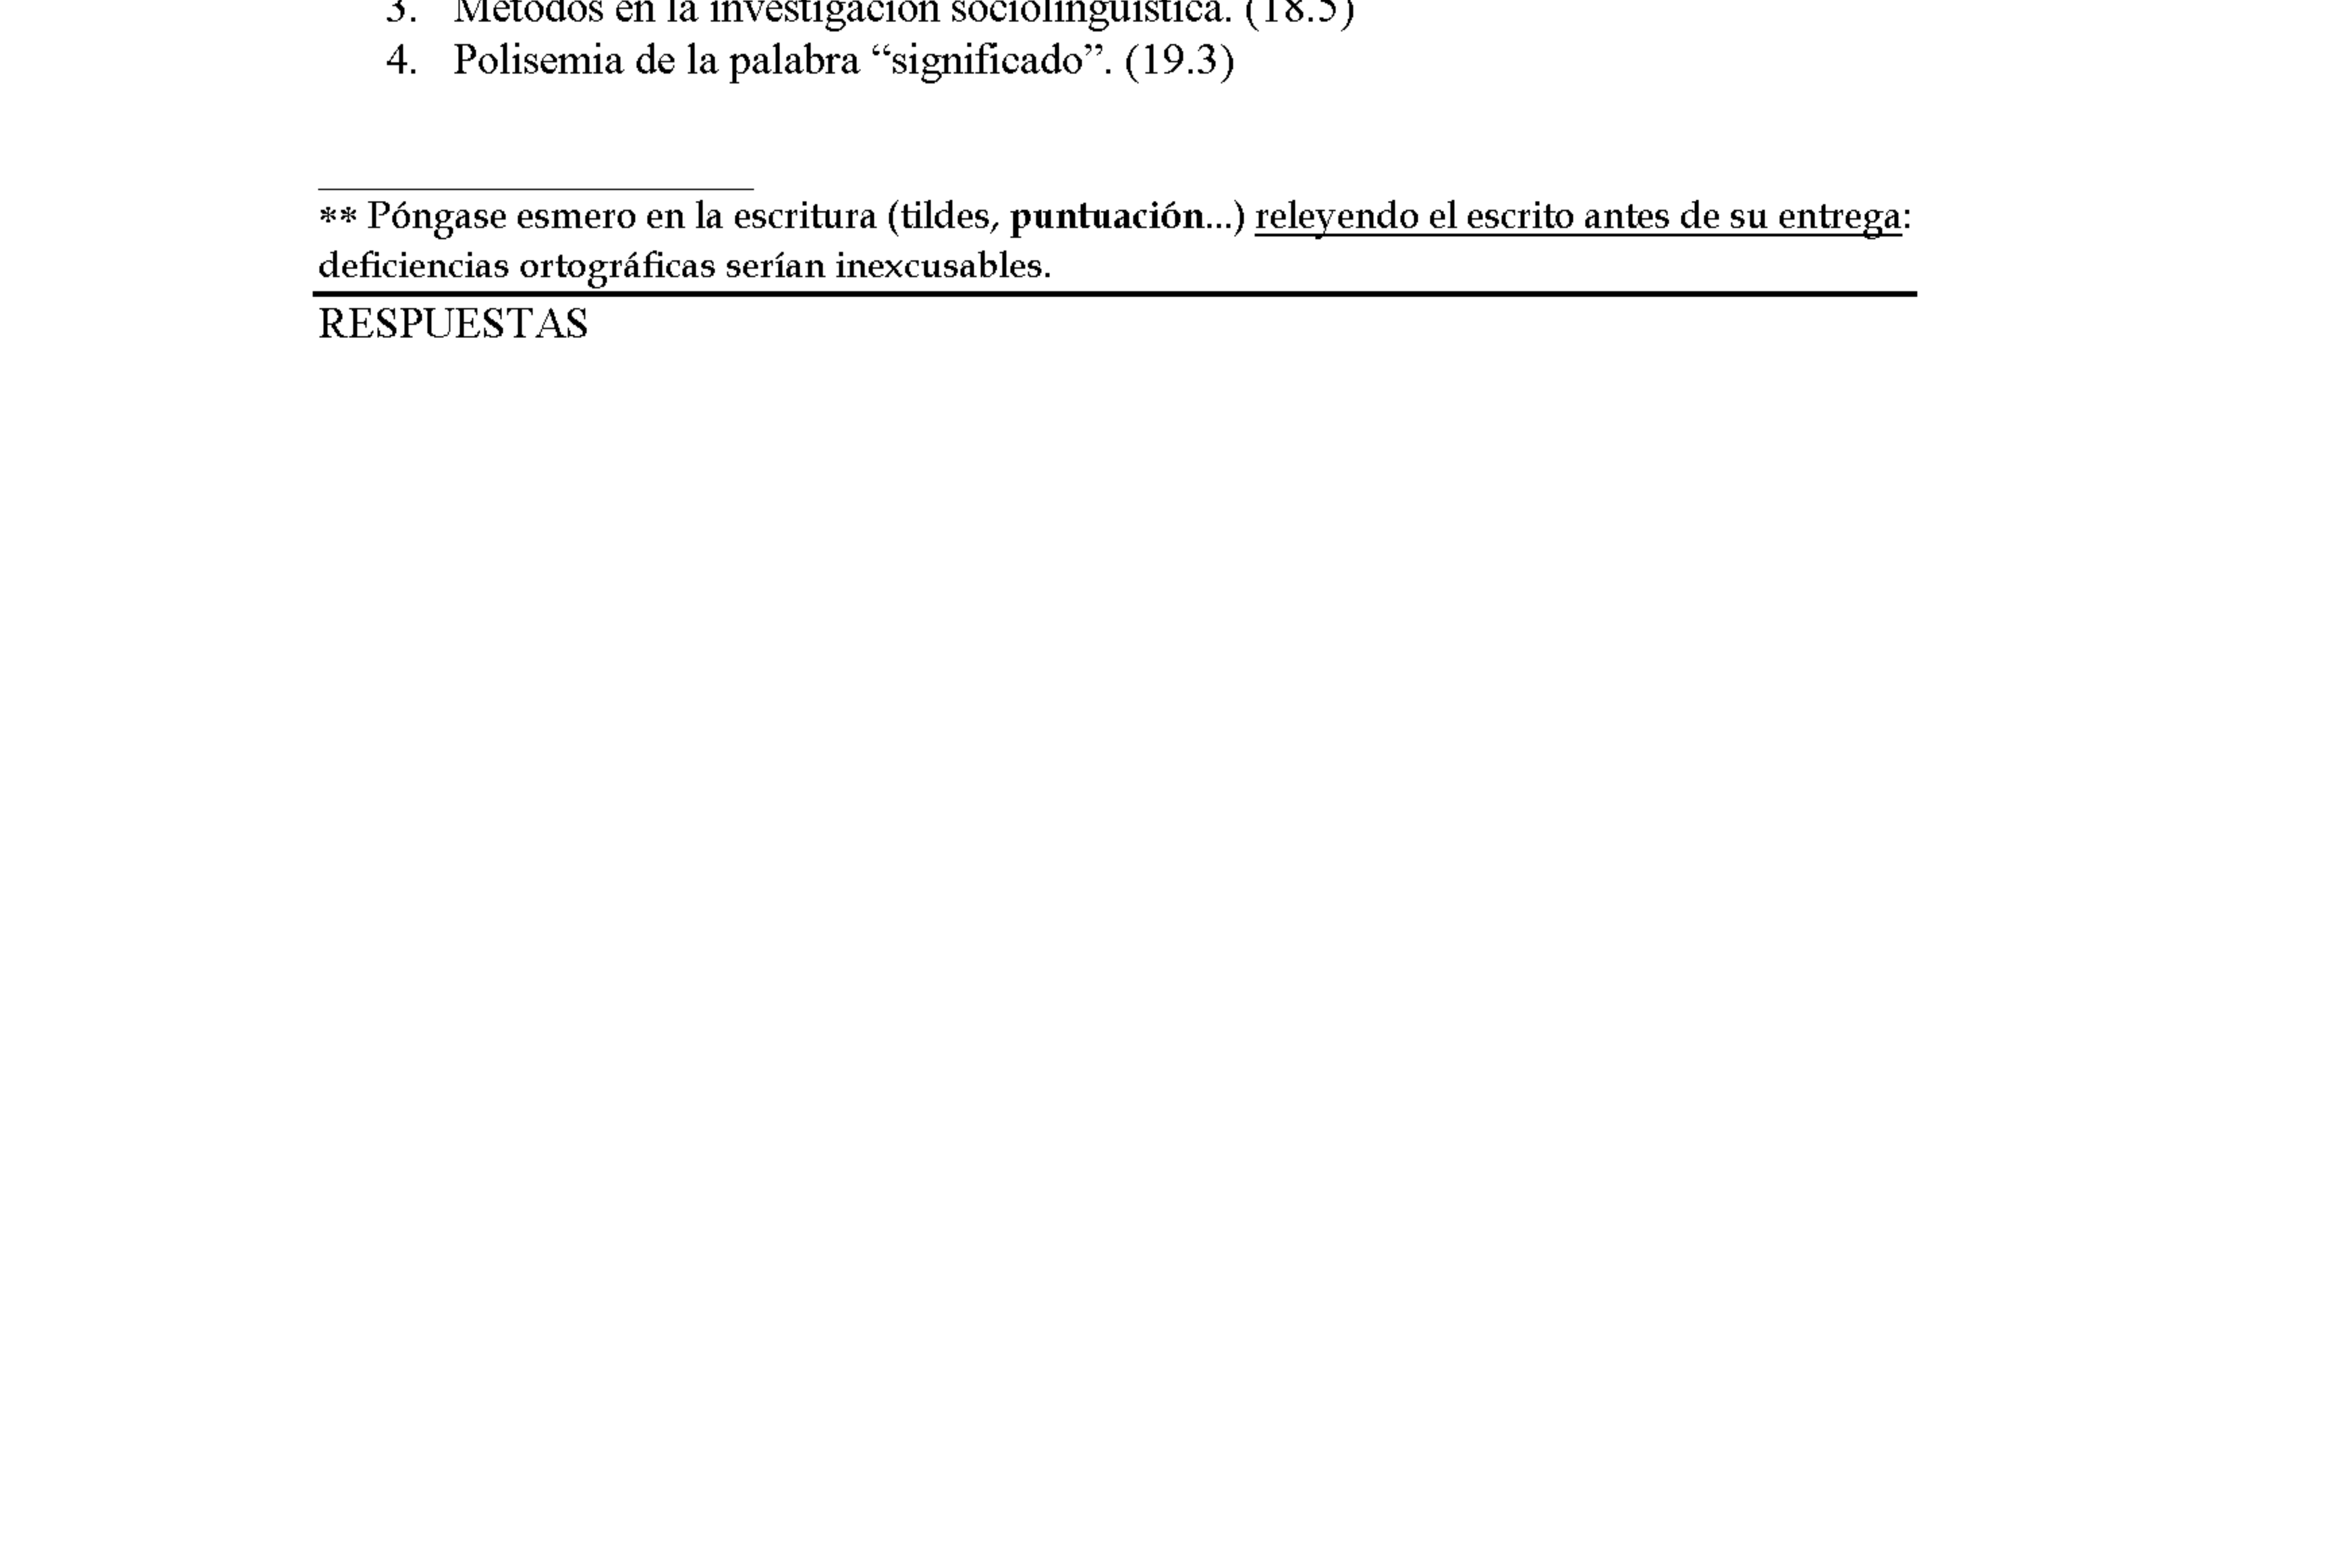 3. Métodos en la investigación sociolingüística. (18.5)
4. Polisemia de la palabra “significado”. (19.3)
** Póngase esmero en la escritura (tildes, puntuación...) releyendo el escrito antes de su entrega:
deficiencias ortográficas serían inexcusables.
RESPUESTAS